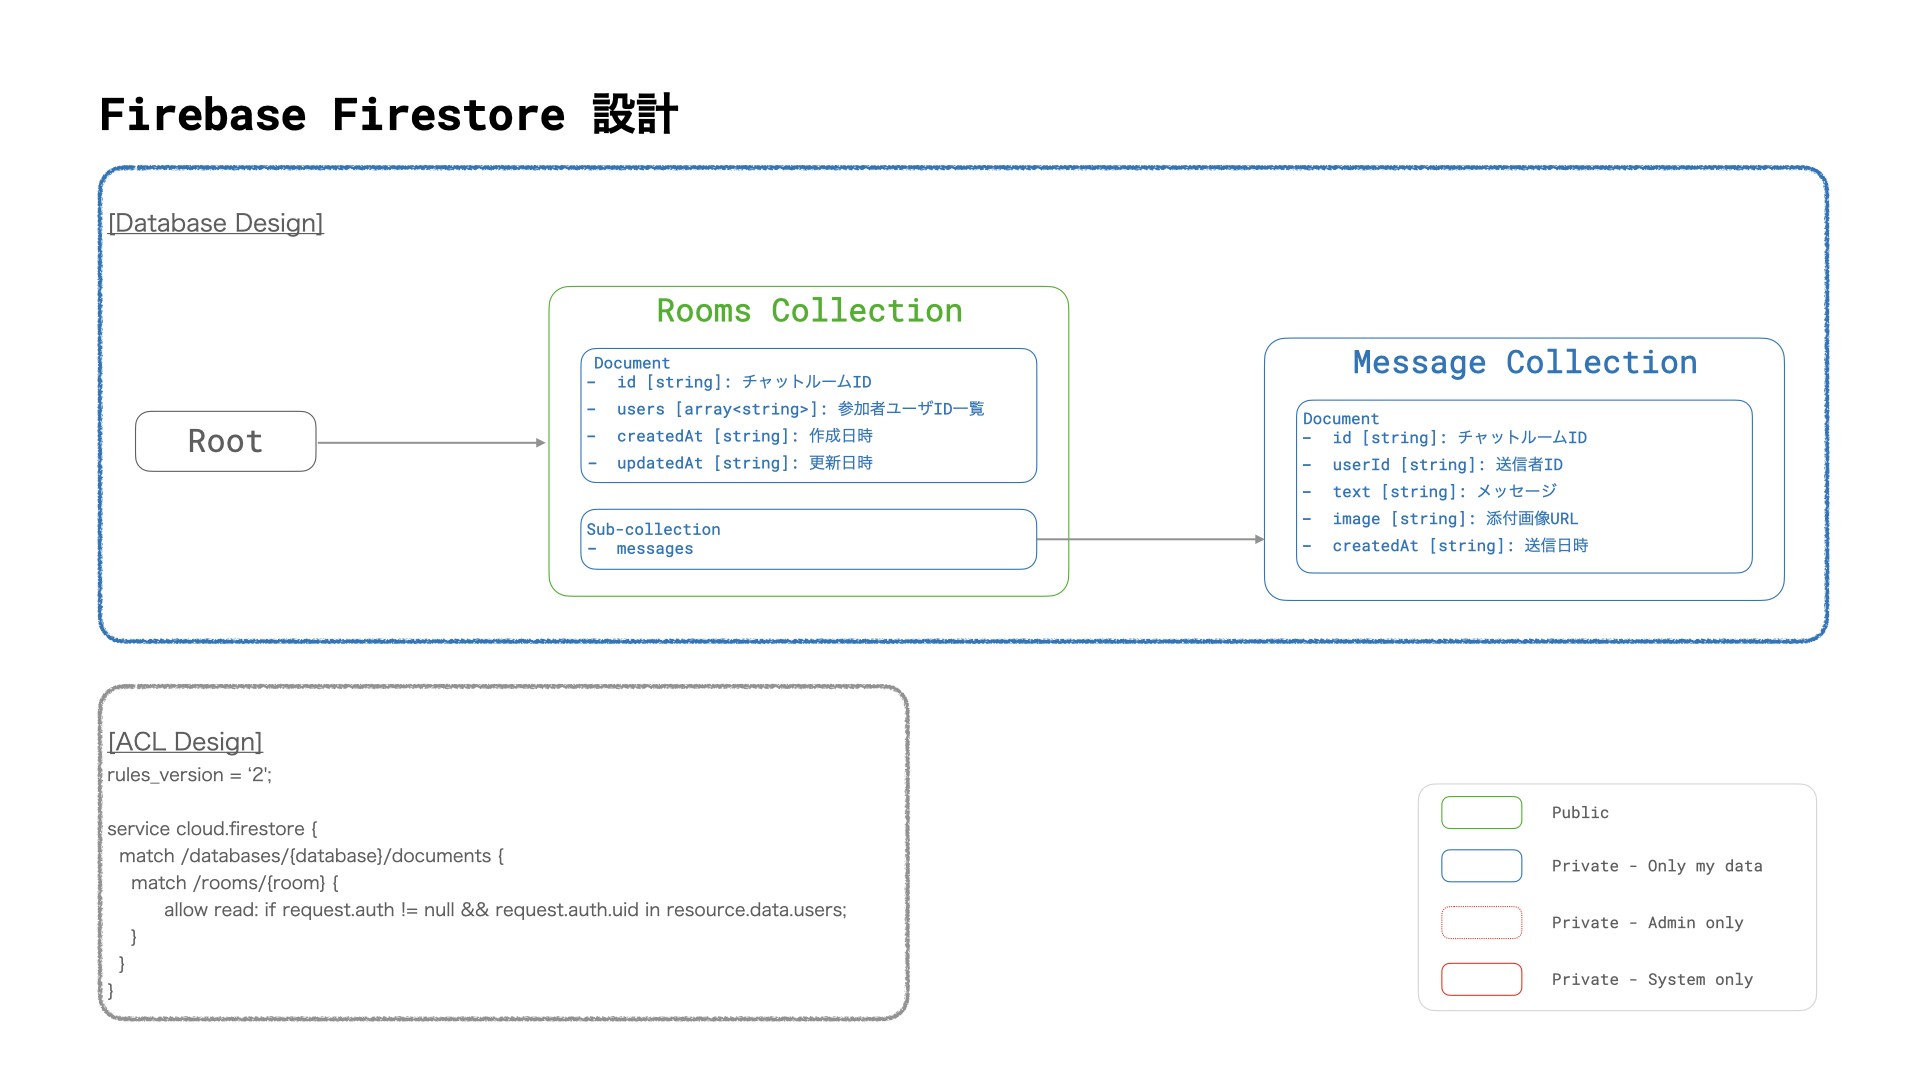 Firebase Firestore 設計
[Database Design]
Root
Rooms Collection
Document
- id [string]: チャットルームID
- users [array<string>]: 参加者ユーザID一覧
- createdAt [string]: 作成日時
- updatedAt [string]: 更新日時
Sub-collection
- messages
Message Collection
Document
- id [string]: チャットルームID
- userId [string]: 送信者ID
- text [string]: メッセージ
- image [string]: 添付画像URL
- createdAt [string]: 送信日時
[ACL Design]
rules_version = ‘2’;
service cloud.firestore {
match /databases/{database}/documents {
match /rooms/{room} {
allow read: if request.auth != null && request.auth.uid in resource.data.users;
}
}
}
Public
Private - Only my data
Private - Admin only
Private - System only